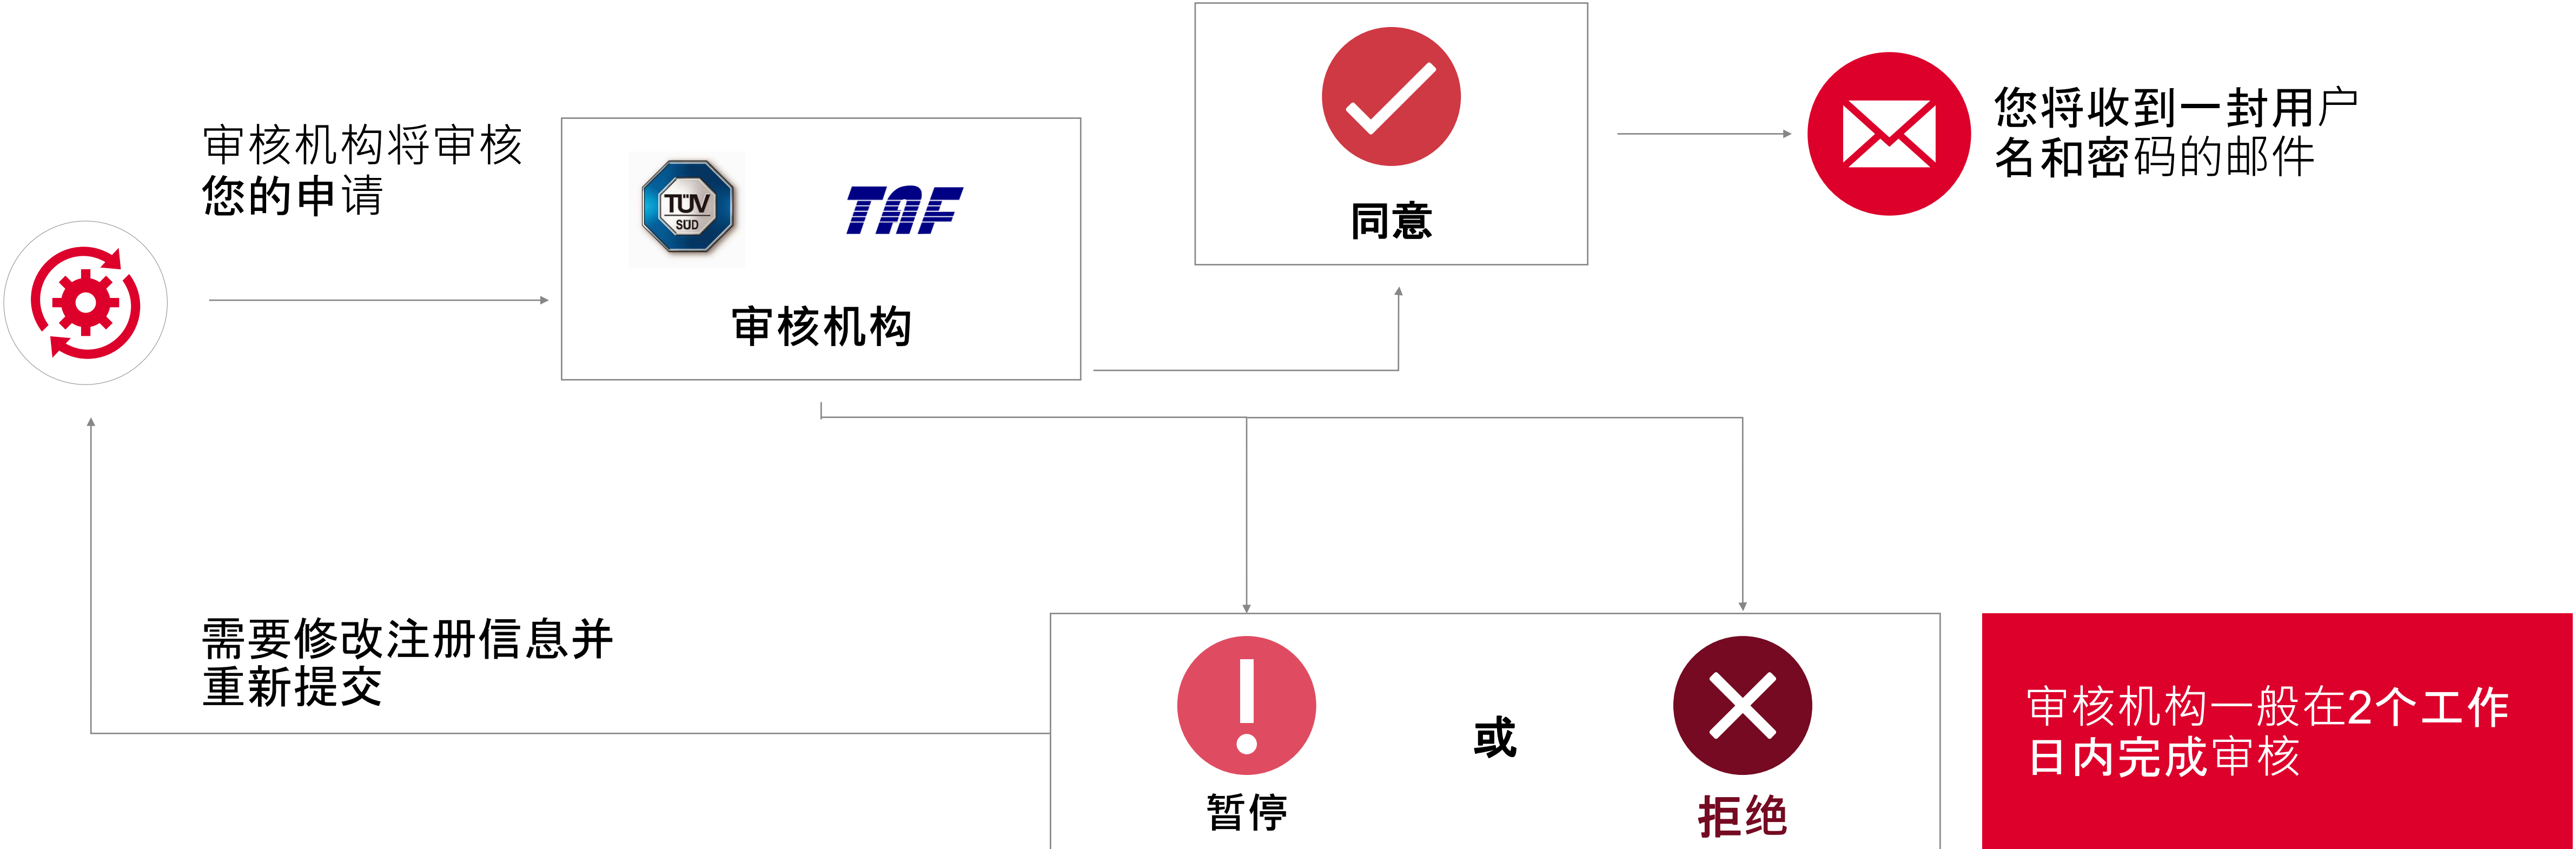 审核机构将审核
您的申请
TÜV
SÜD
TAF
审核机构
同意
您将收到一封用户
名和密码的邮件
需要修改注册信息并
重新提交
暂停
或
拒绝
审核机构一般在2个工作
日内完成审核